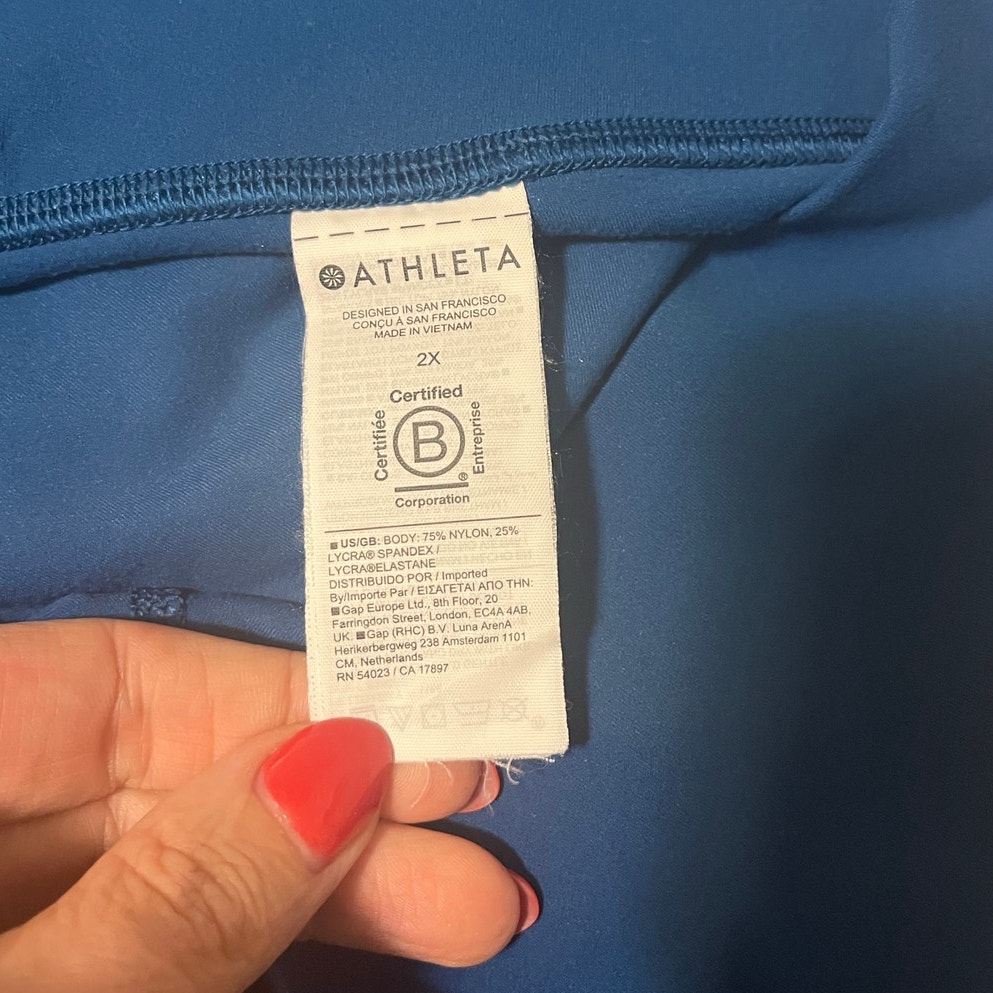 ATHLETA
DESIGNED IN SAN FRANCISCO
CONÇU À SAN FRANCISCO
MADE IN VIETNAM
2X
Certified
Certifiée
B
Entreprise
®
Corporation
US/GB: BODY: 75% NYLON, 25%
LYCRA® SPANDEX /
LYCRA®ELASTANE
DISTRIBUIDO POR / Imported
By/Importe Par / ΕΙΣΑΓΕΤΑΙ ΑΠΟ ΤΗΝ:
Gap Europe Ltd., 8th Floor, 20
Farringdon Street, London, EC4A 4AB,
UK. Gap (RHC) B.V. Luna ArenA
Herikerbergweg 238 Amsterdam 1101
CM, Netherlands
RN 54023 / CA 17897